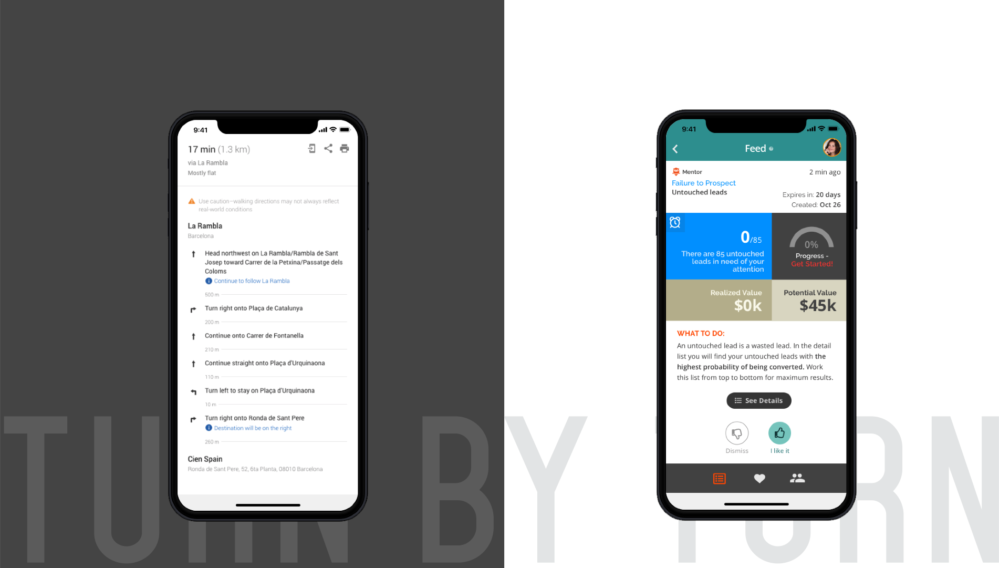 9:41
17 min (1.3 km)
via La Rambla
Mostly flat
Use caution–walking directions may not always reflect
real-world conditions
La Rambla
Barcelona
Head northwest on La Rambla/Rambla de Sant
Josep toward Carrer de la Petxina/Passatge dels
Coloms
Continue to follow La Rambla
500 m
Turn right onto Plaça de Catalunya
200 m
Continue onto Carrer de Fontanella
210 m
Continue straight onto Plaça d'Urquinaona
110 m
Turn left to stay on Plaça d'Urquinaona
10 m
Turn right onto Ronda de Sant Pere
Destination will be on the right
260 m
Cien Spain
Ronda de Sant Pere, 52, 6ta Planta, 08010 Barcelona
9:41
Feed
Mentor
2 min ago
Failure to Prospect
Untouched leads
Expires in: 20 days
Created: Oct 26
0/85
There are 85 untouched
leads in need of your
attention
0%
Progress -
Get Started!
Realized Value
$0k
Potential Value
$45k
WHAT TO DO:
An untouched lead is a wasted lead. In the detail
list you will find your untouched leads with the
highest probability of being converted. Work
this list from top to bottom for maximum results.
See Details
Dismiss
I like it
TURN BY TURN